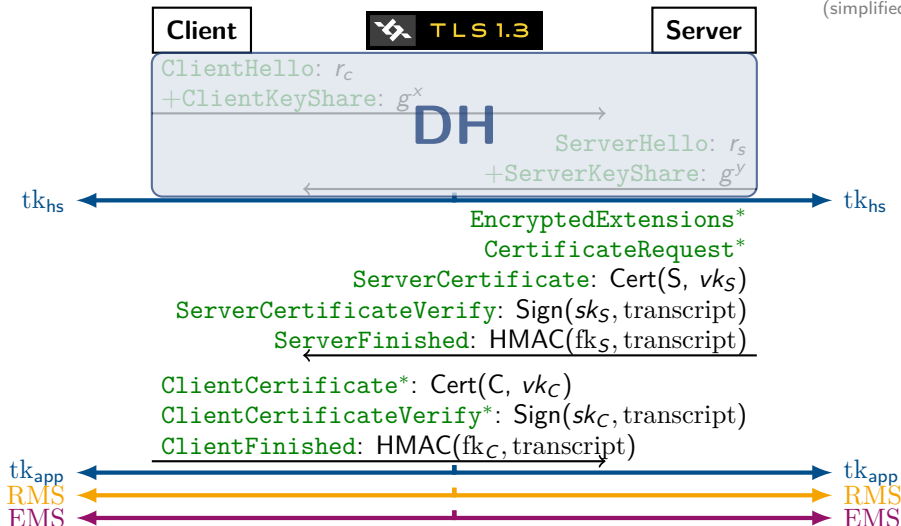 (simplified
Client
TLS 1.3
Server
ClientHello: r_c
+ClientKeyShare: g^x
DH
ServerHello: r_s
+ServerKeyShare: g^y
tk_hs
tk_hs
EncryptedExtensions*
CertificateRequest*
ServerCertificate: Cert(S, vk_S)
ServerCertificateVerify: Sign(sk_S, transcript)
ServerFinished: HMAC(fk_S, transcript)
ClientCertificate*: Cert(C, vk_C)
ClientCertificateVerify*: Sign(sk_C, transcript)
ClientFinished: HMAC(fk_C, transcript)
tk_app
tk_app
RMS
RMS
EMS
EMS